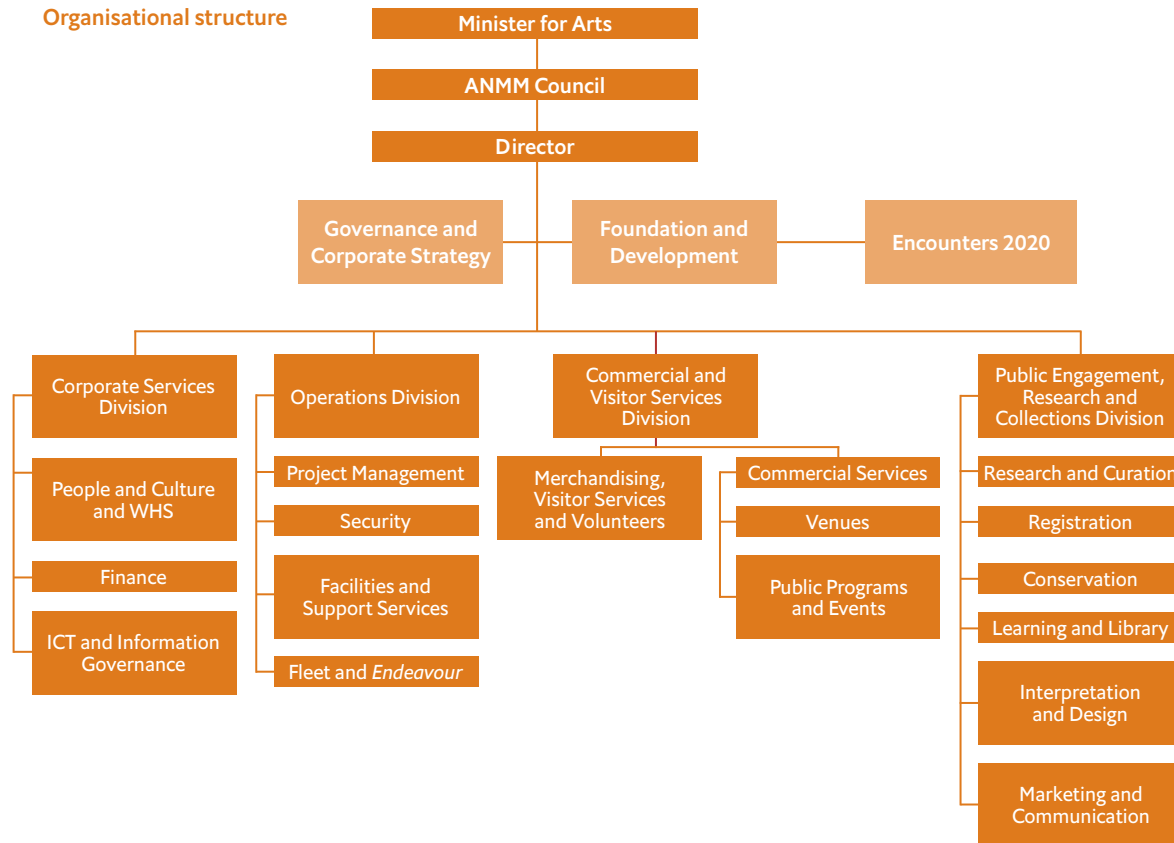 Organisational structure
Minister for Arts
ANMM Council
Director
Governance and
Corporate Strategy
Foundation and
Development
Encounters 2020
Corporate Services
Division
People and Culture
and WHS
Finance
ICT and Information
Governance
Operations Division
Project Management
Security
Facilities and
Support Services
Fleet and Endeavour
Commercial and
Visitor Services
Division
Merchandising,
Visitor Services
and Volunteers
Commercial Services
Venues
Public Programs
and Events
Public Engagement,
Research and
Collections Division
Research and Curation
Registration
Conservation
Learning and Library
Interpretation
and Design
Marketing and
Communication